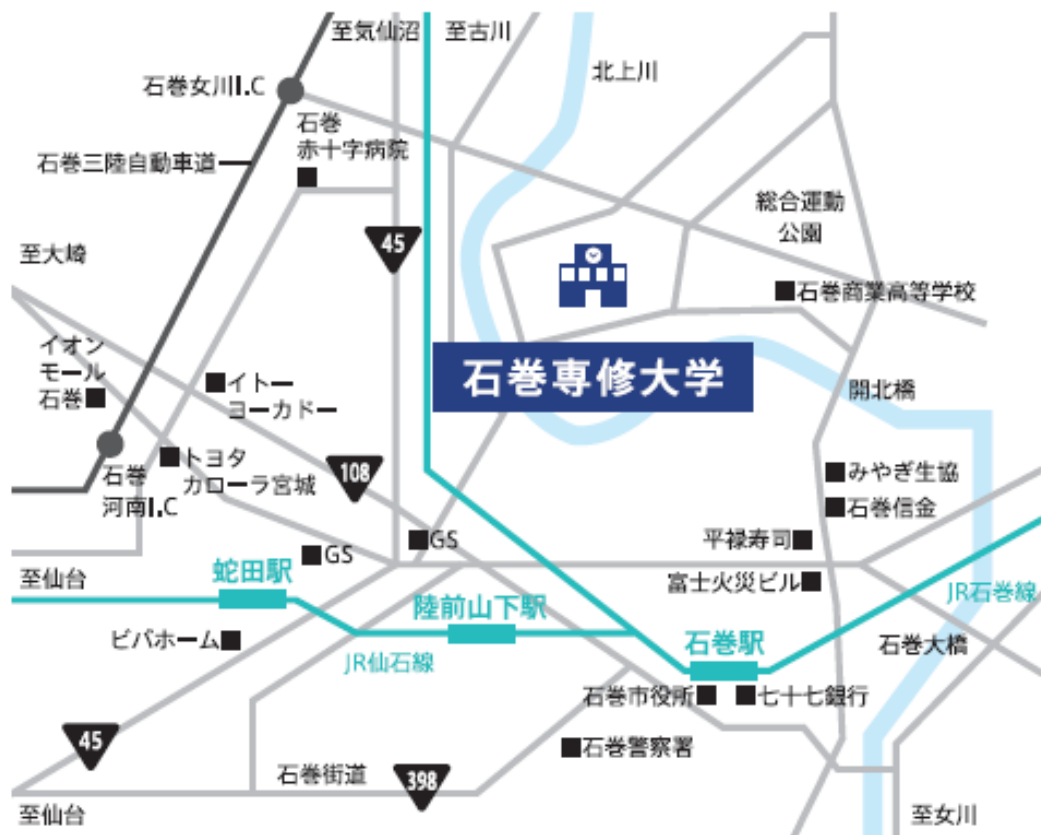 至気仙沼
至古川
北上川
石巻女川I.C
石巻
赤十字病院
石巻三陸自動車道
総合運動
公園
45
至大崎
石巻商業高等学校
イオン
モール
石巻
イトー
ヨーカドー
石巻専修大学
開北橋
トヨタ
カローラ宮城
石巻
河南I.C
108
みやぎ生協
石巻信金
GS
GS
平禄寿司
至仙台
蛇田駅
陸前山下駅
富士火災ビル
JR石巻線
ビバホーム
JR仙石線
石巻駅
石巻大橋
石巻市役所
七十七銀行
45
石巻警察署
石巻街道
398
至仙台
至女川